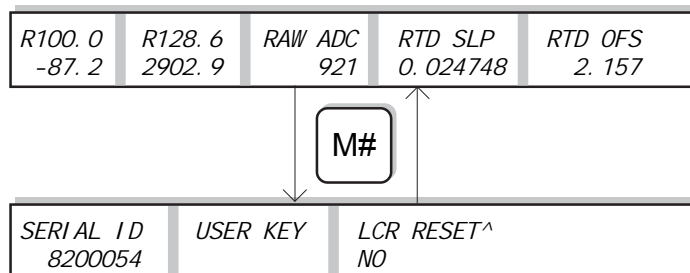 R100.0 R128.6 RAW ADC RTD SLP RTD OFS
-87.2 2902.9 921 0.024748 2.157
M#
SERIAL ID USER KEY LCR RESET^
8200054 NO